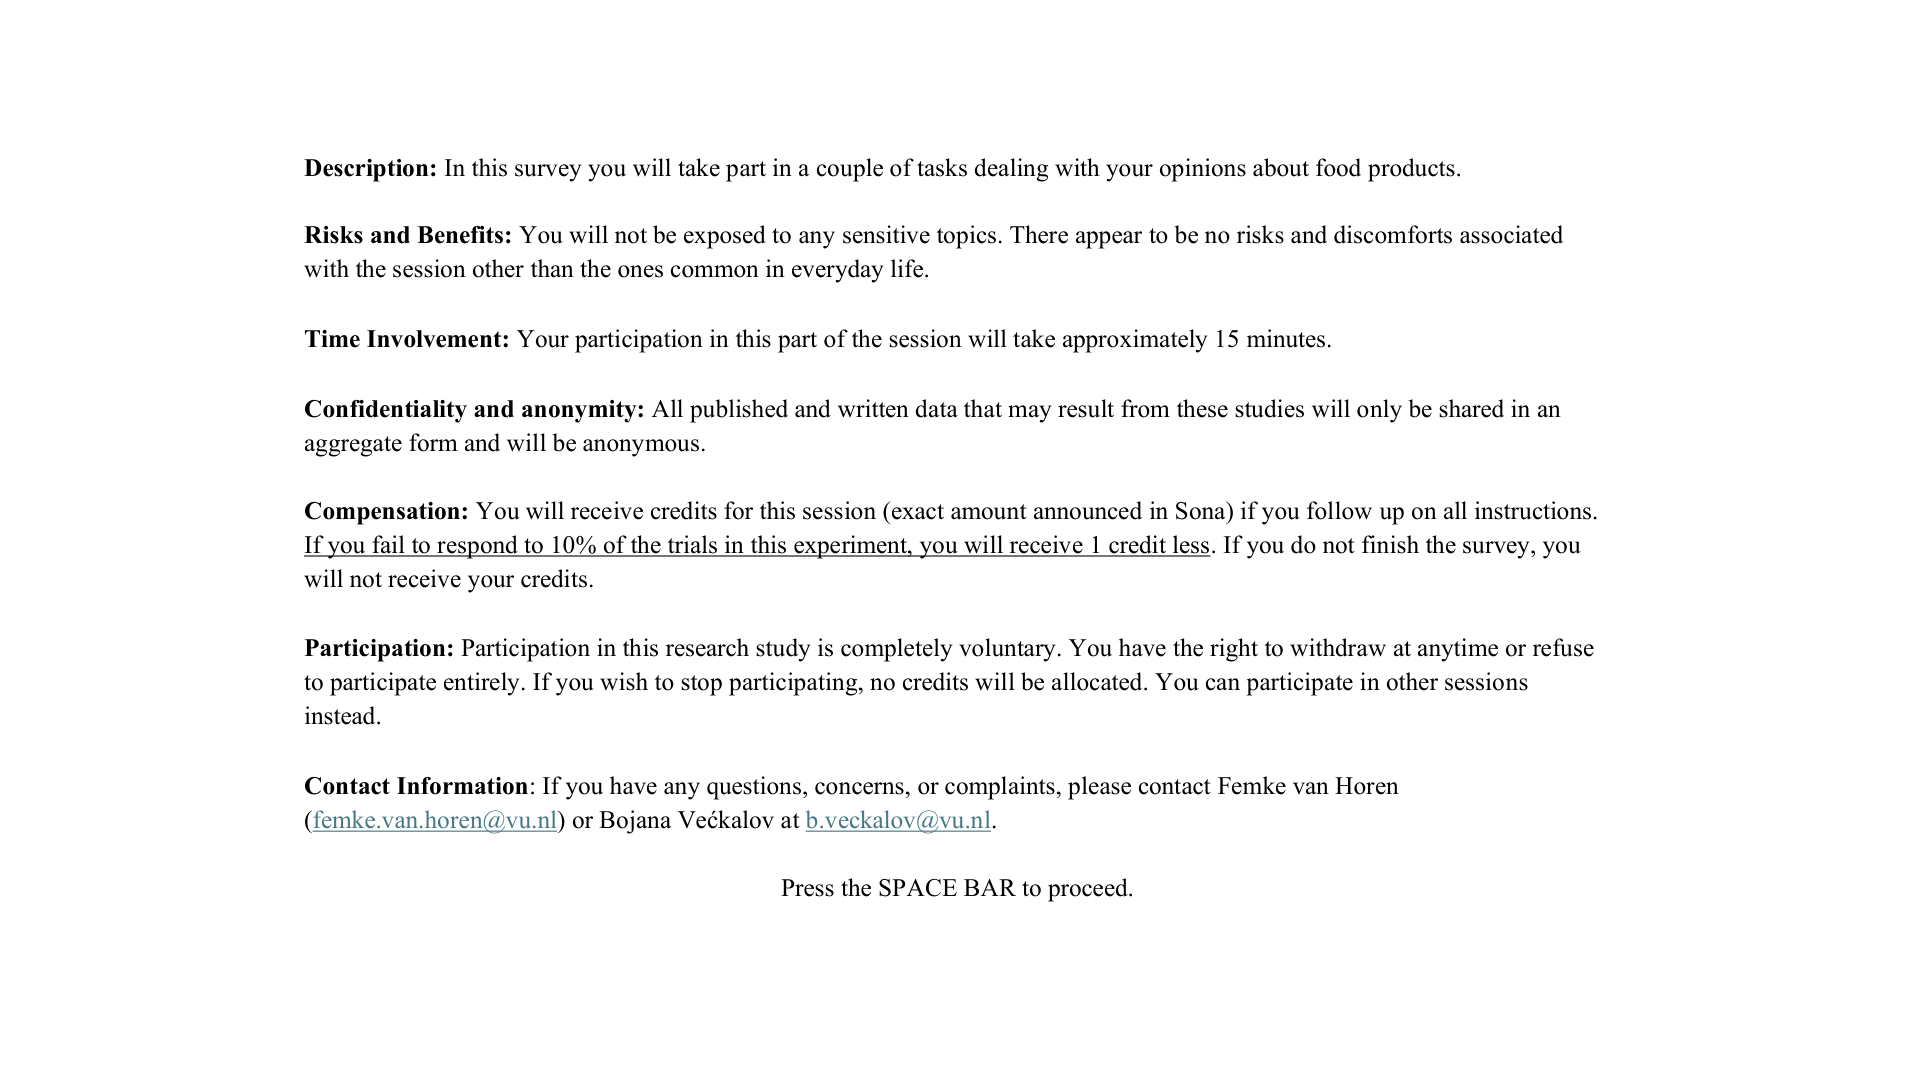 Description: In this survey you will take part in a couple of tasks dealing with your opinions about food products.
Risks and Benefits: You will not be exposed to any sensitive topics. There appear to be no risks and discomforts associated
with the session other than the ones common in everyday life.
Time Involvement: Your participation in this part of the session will take approximately 15 minutes.
Confidentiality and anonymity: All published and written data that may result from these studies will only be shared in an
aggregate form and will be anonymous.
Compensation: You will receive credits for this session (exact amount announced in Sona) if you follow up on all instructions.
If you fail to respond to 10% of the trials in this experiment, you will receive 1 credit less. If you do not finish the survey, you
will not receive your credits.
Participation: Participation in this research study is completely voluntary. You have the right to withdraw at anytime or refuse
to participate entirely. If you wish to stop participating, no credits will be allocated. You can participate in other sessions
instead.
Contact Information: If you have any questions, concerns, or complaints, please contact Femke van Horen
(femke.van.horen@vu.nl) or Bojana Većkalov at b.veckalov@vu.nl.
Press the SPACE BAR to proceed.